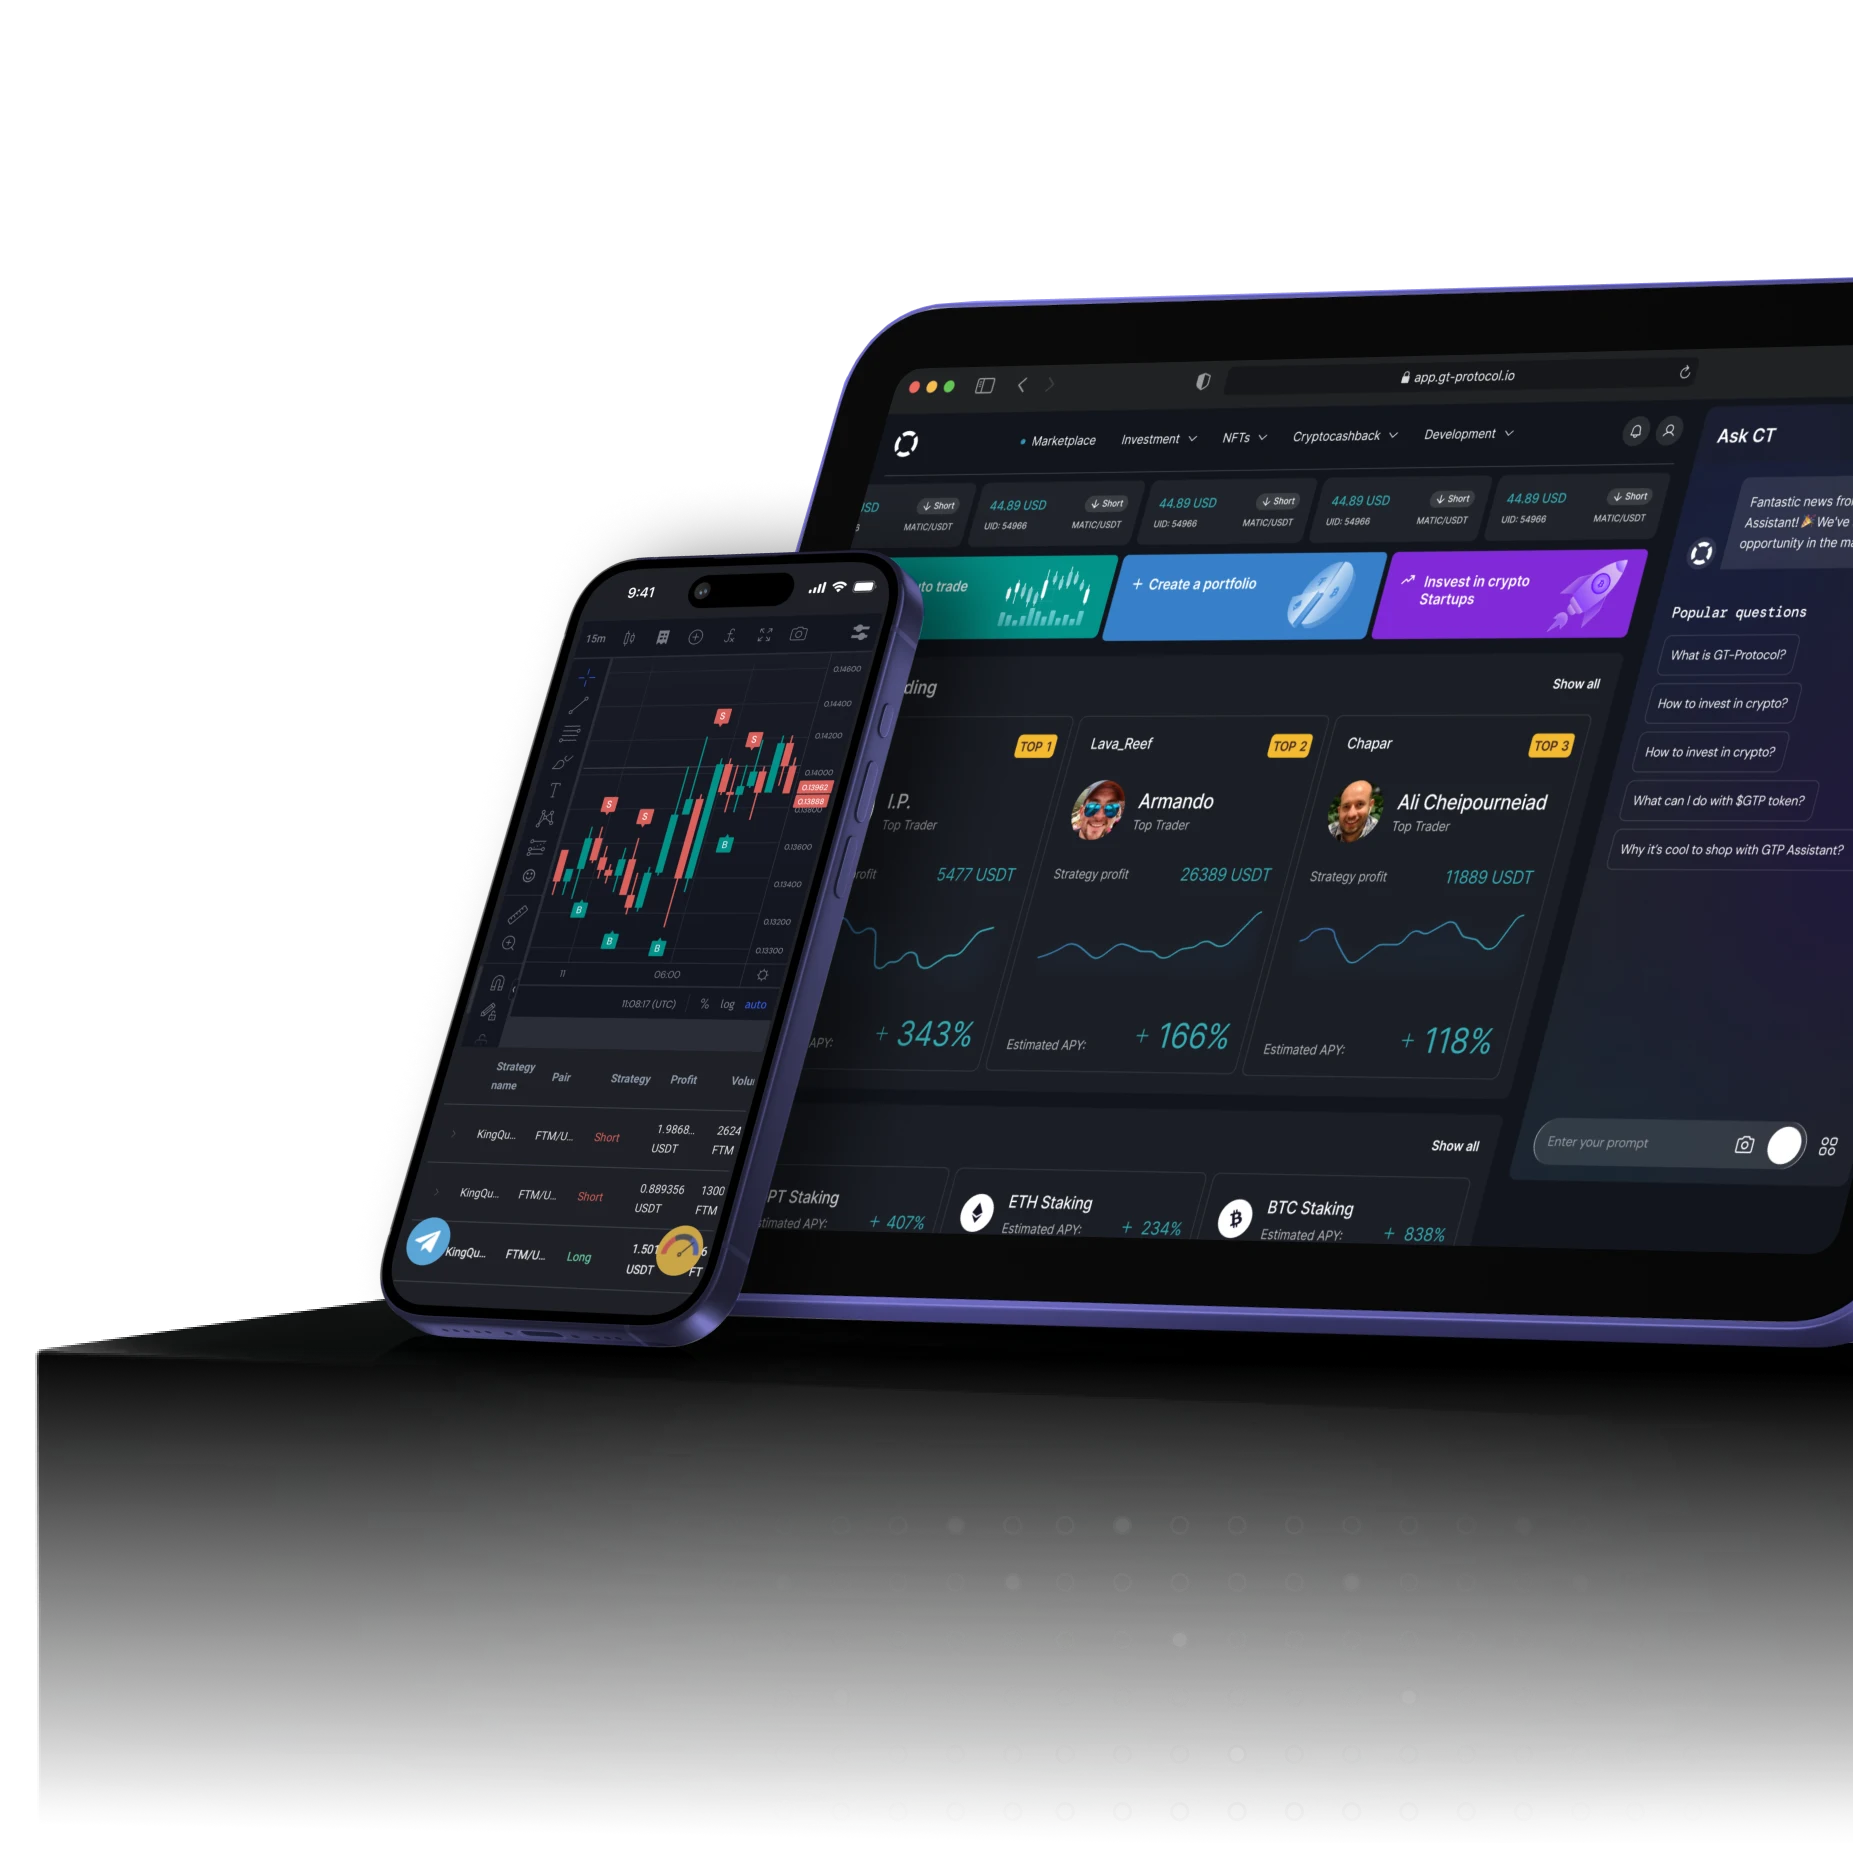 app.gt-protocol.io
Marketplace
Investment
NFTs
Cryptocashback
Development
Ask CT
44.89 USD
Short
UID: 54966
MATIC/USDT
44.89 USD
Short
UID: 54966
MATIC/USDT
44.89 USD
Short
UID: 54966
MATIC/USDT
44.89 USD
Short
UID: 54966
MATIC/USDT
USD
Short
MATIC/USDT
Fantastic news
Assistant! 🎉 We've
opportunity in the
uto trade
+ Create a portfolio
Insvest in crypto
Startups
Popular questions
What is GT-Protocol?
How to invest in crypto?
How to invest in crypto?
What can I do with $GTP token?
Why it's cool to shop with GTP Assistant?
Enter your prompt
ding
Show all
TOP 1
I.P.
Top Trader
rofit
5477 USDT
APY:
+ 343%
Lava_Reef
TOP 2
Armando
Top Trader
Strategy profit
26389 USDT
Estimated APY:
+ 166%
Chapar
TOP 3
Ali Cheipourneiad
Top Trader
Strategy profit
11889 USDT
Estimated APY:
+ 118%
Show all
PT Staking
stimated APY:
+ 407%
ETH Staking
Estimated APY:
+ 234%
BTC Staking
Estimated APY:
+ 838%
9:41
15m
0.14600
0.14400
0.14200
0.14000
0.13962
0.13888
0.13800
0.13600
0.13400
0.13200
0.13300
S
S
S
S
B
B
B
B
11
06:00
11:08:17 (UTC)
%
log
auto
Strategy
name
Pair
Strategy
Profit
Volu
KingQu...
FTM/U...
Short
1.9868...
USDT
2624
FTM
KingQu...
FTM/U...
Short
0.889356
USDT
1300
FTM
KingQu...
FTM/U...
Long
1.501
USDT
6
FT